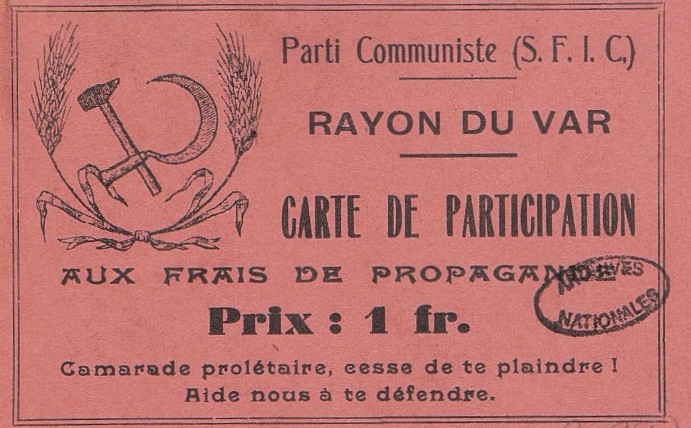 Parti Communiste (S. F. I. C.)
RAYON DU VAR
CARTE DE PARTICIPATION
AUX FRAIS DE PROPAGANDE
Prix : 1 fr.
Camarade prolétaire, cesse de te plaindre !
Aide nous à te défendre.
ARCHIVES
NATIONALES